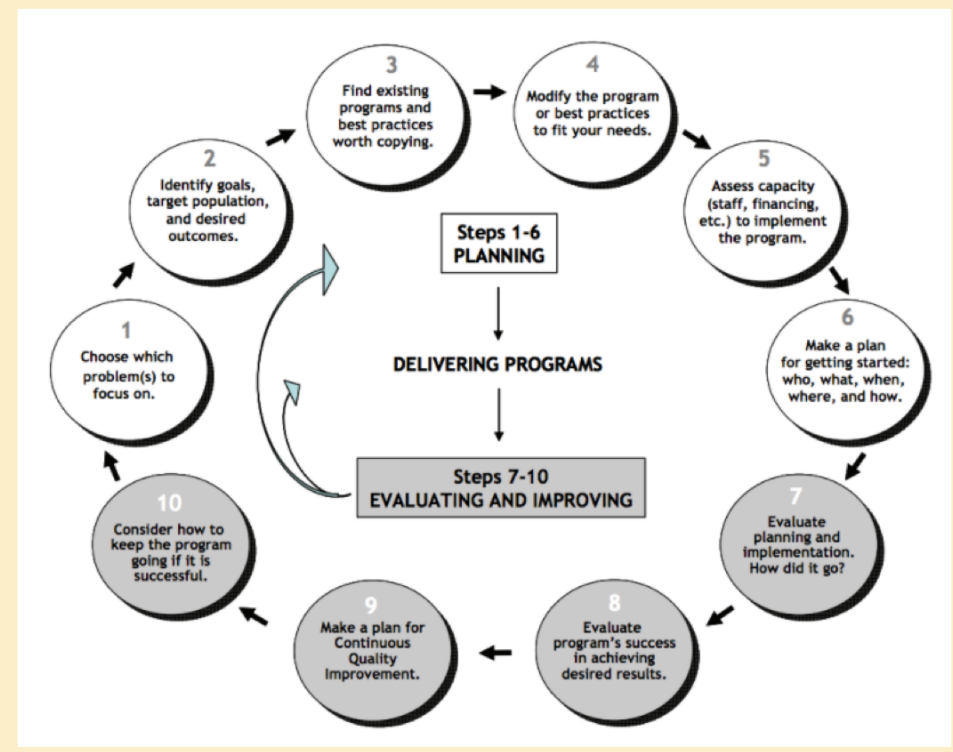 1
Choose which
problem(s) to
focus on.
2
Identify goals,
target population,
and desired
outcomes.
3
Find existing
programs and
best practices
worth copying.
4
Modify the program
or best practices
to fit your needs.
5
Assess capacity
(staff, financing,
etc.) to implement
the program.
6
Make a plan
for getting started:
who, what, when,
where, and how.
7
Evaluate
planning and
implementation.
How did it go?
8
Evaluate
program's success
in achieving
desired results.
9
Make a plan for
Continuous
Quality
Improvement.
10
Consider how to
keep the program
going if it is
successful.
Steps 1-6
PLANNING
DELIVERING PROGRAMS
Steps 7-10
EVALUATING AND IMPROVING